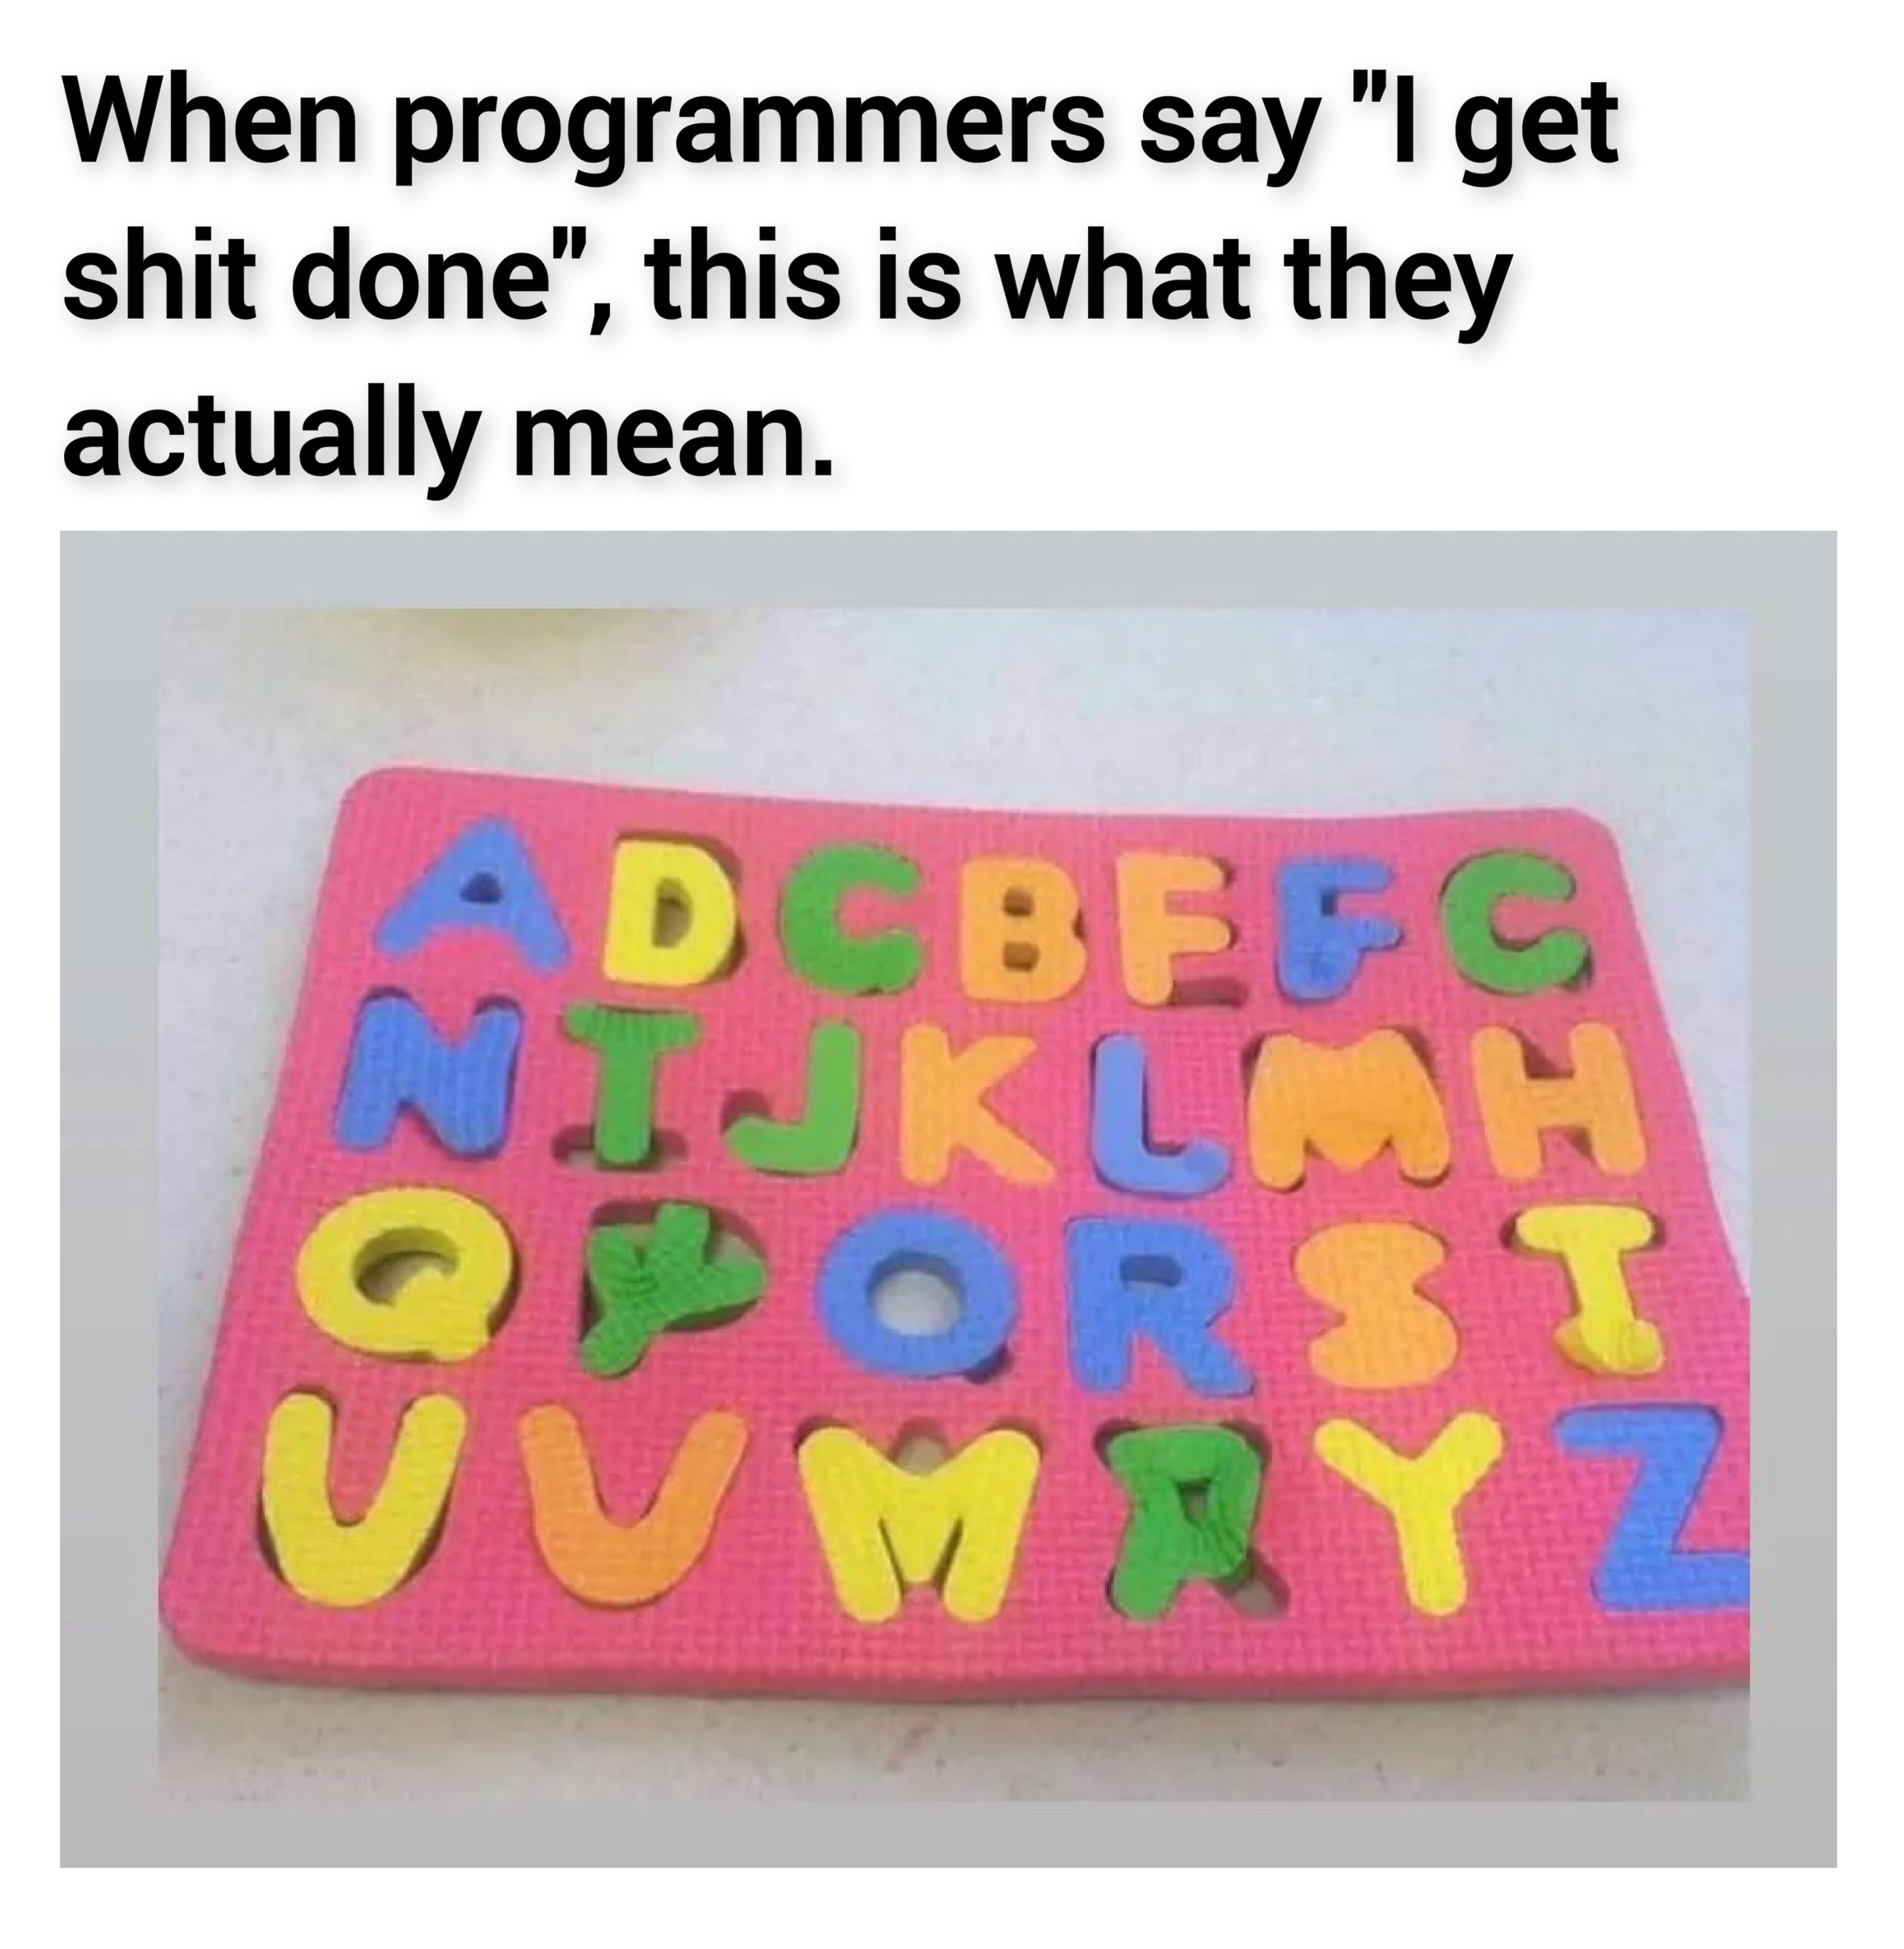 When programmers say "I get
shit done", this is what they
actually mean.
A D C B F F C
N T J K L M H
Q Y O R S I
U V M R Y Z